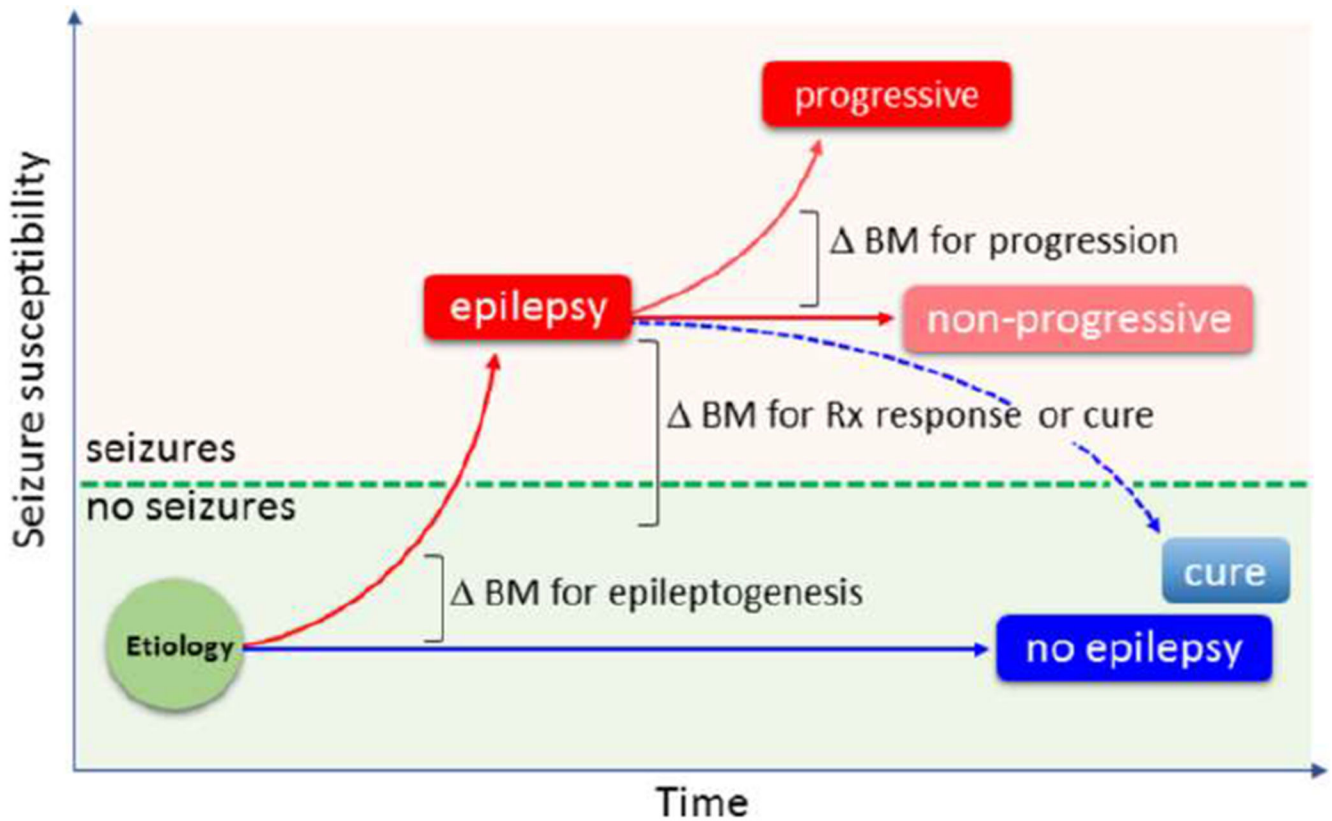 progressive
Δ BM for progression
epilepsy
non-progressive
Δ BM for Rx response or cure
seizures
no seizures
cure
Δ BM for epileptogenesis
Etiology
no epilepsy
Seizure susceptibility
Time